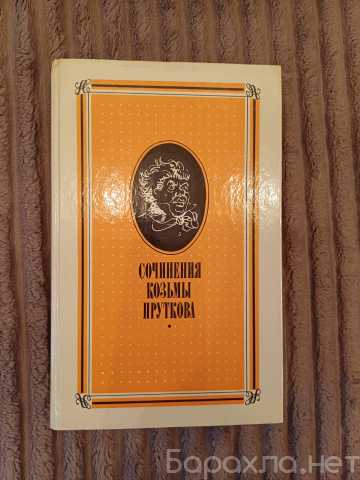 СОЧИНЕНИЯ
КОЗЬМЫ
ПРУТКОВА
Барахла.нет